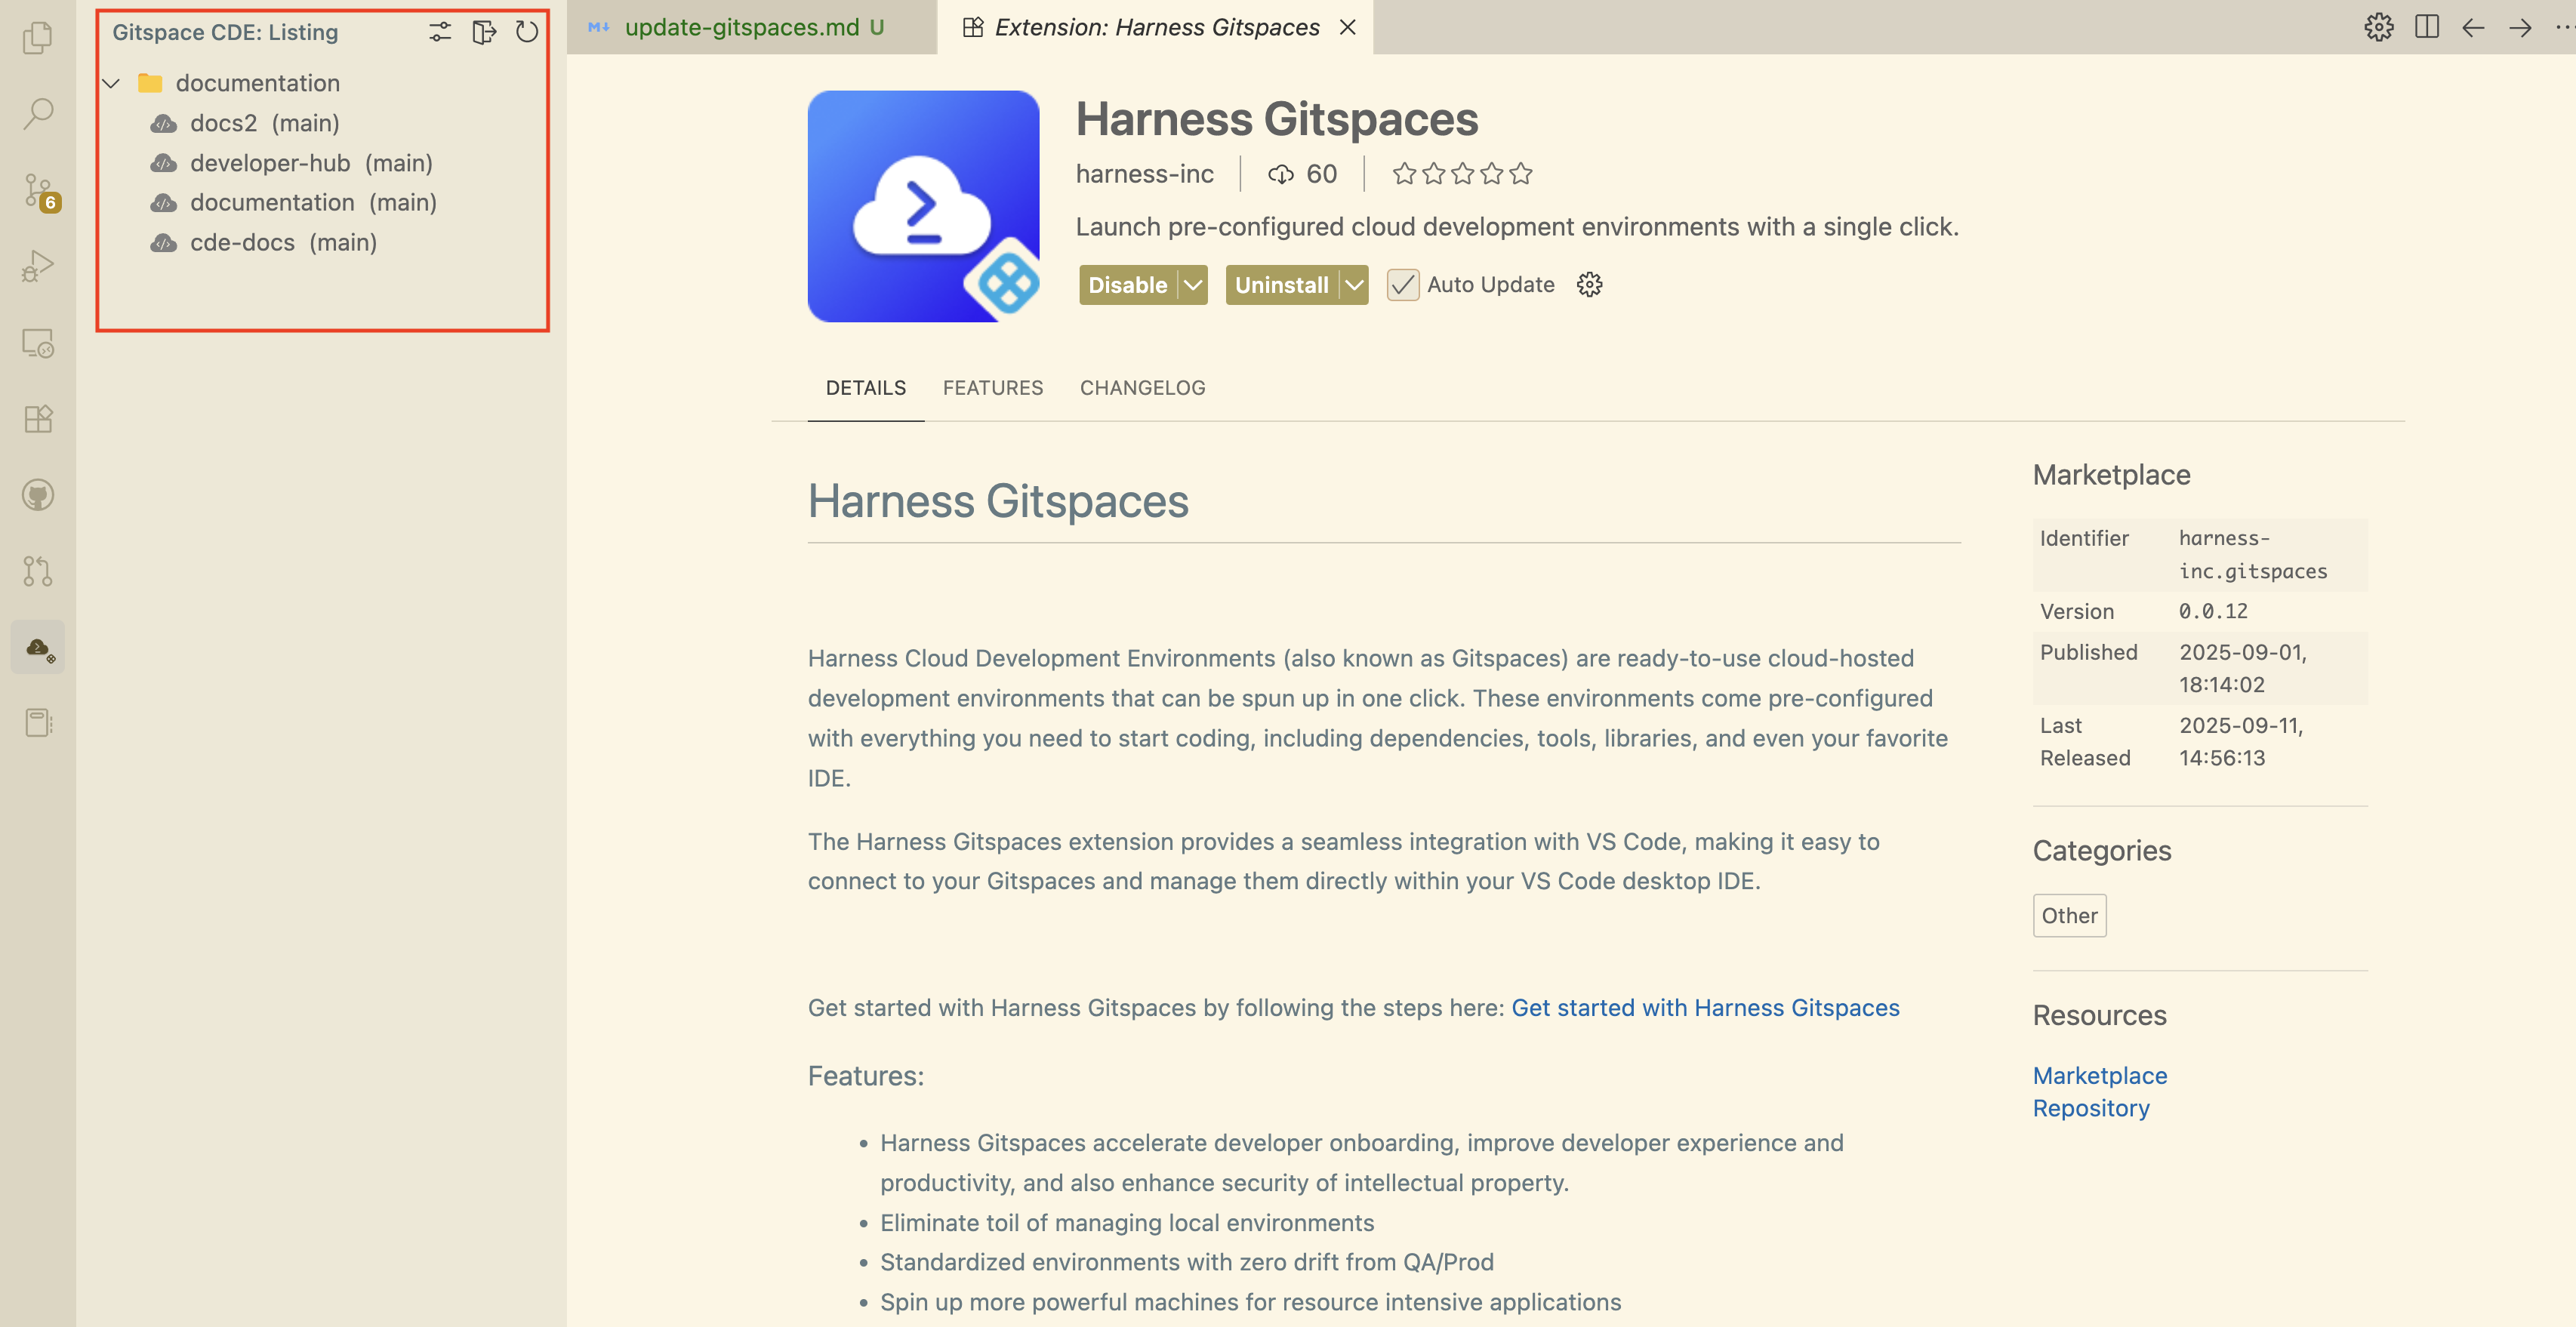 Gitspace CDE: Listing
documentation
docs2 (main)
developer-hub (main)
documentation (main)
cde-docs (main)
6
update-gitspaces.md U
Extension: Harness Gitspaces
Harness Gitspaces
harness-inc
60
Launch pre-configured cloud development environments with a single click.
Disable
Uninstall
Auto Update
DETAILS
FEATURES
CHANGELOG
Harness Gitspaces
Harness Cloud Development Environments (also known as Gitspaces) are ready-to-use cloud-hosted
development environments that can be spun up in one click. These environments come pre-configured
with everything you need to start coding, including dependencies, tools, libraries, and even your favorite
IDE.
The Harness Gitspaces extension provides a seamless integration with VS Code, making it easy to
connect to your Gitspaces and manage them directly within your VS Code desktop IDE.
Get started with Harness Gitspaces by following the steps here: Get started with Harness Gitspaces
Features:
• Harness Gitspaces accelerate developer onboarding, improve developer experience and
productivity, and also enhance security of intellectual property.
• Eliminate toil of managing local environments
• Standardized environments with zero drift from QA/Prod
• Spin up more powerful machines for resource intensive applications
Marketplace
Identifier harness-
inc.gitspaces
Version 0.0.12
Published 2025-09-01,
18:14:02
Last 2025-09-11,
Released 14:56:13
Categories
Other
Resources
Marketplace
Repository